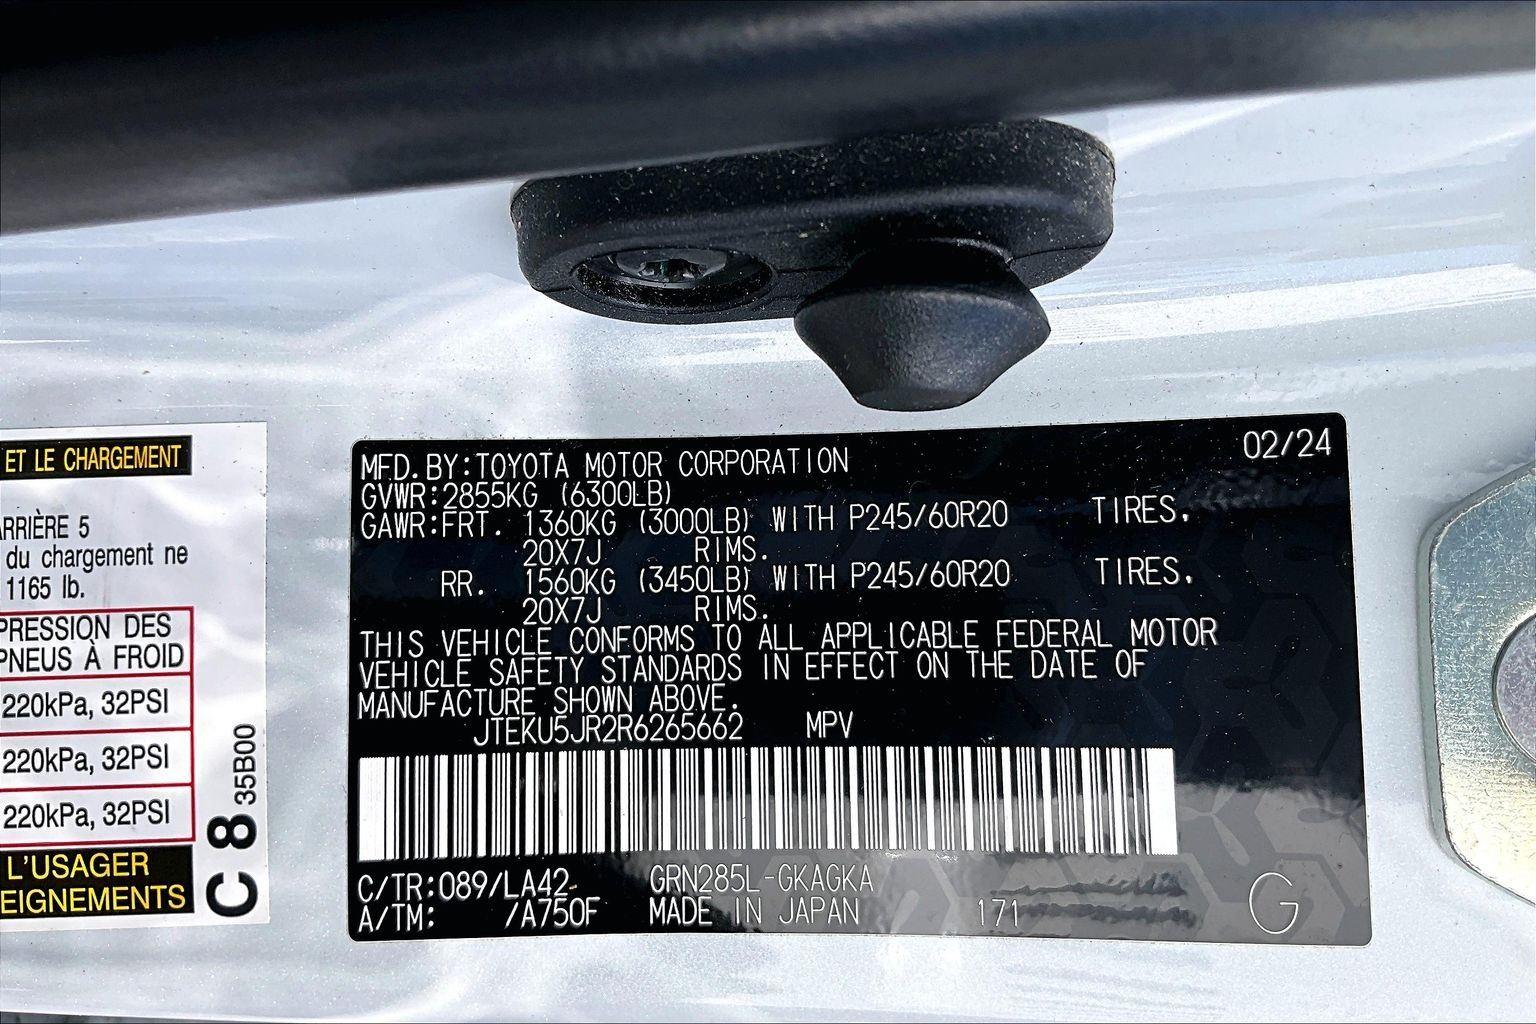 ET LE CHARGEMENT
ARRIÈRE 5
du chargement ne
1165 lb.
PRESSION DES
PNEUS À FROID
220kPa, 32PSI
220kPa, 32PSI
220kPa, 32PSI
L'USAGER
EIGNEMENTS
C 8 35B00
02/24
MFD.BY:TOYOTA MOTOR CORPORATION
GVWR:2855KG (6300LB)
GAWR:FRT. 1360KG (3000LB) WITH P245/60R20 TIRES.
20X7J RIMS.
RR. 1560KG (3450LB) WITH P245/60R20 TIRES.
20X7J RIMS.
THIS VEHICLE CONFORMS TO ALL APPLICABLE FEDERAL MOTOR
VEHICLE SAFETY STANDARDS IN EFFECT ON THE DATE OF
MANUFACTURE SHOWN ABOVE.
JTEKU5JR2R6265662 MPV
C/TR:089/LA42 GRN285L-GKAGKA
A/TM: /A750F MADE IN JAPAN 171 G